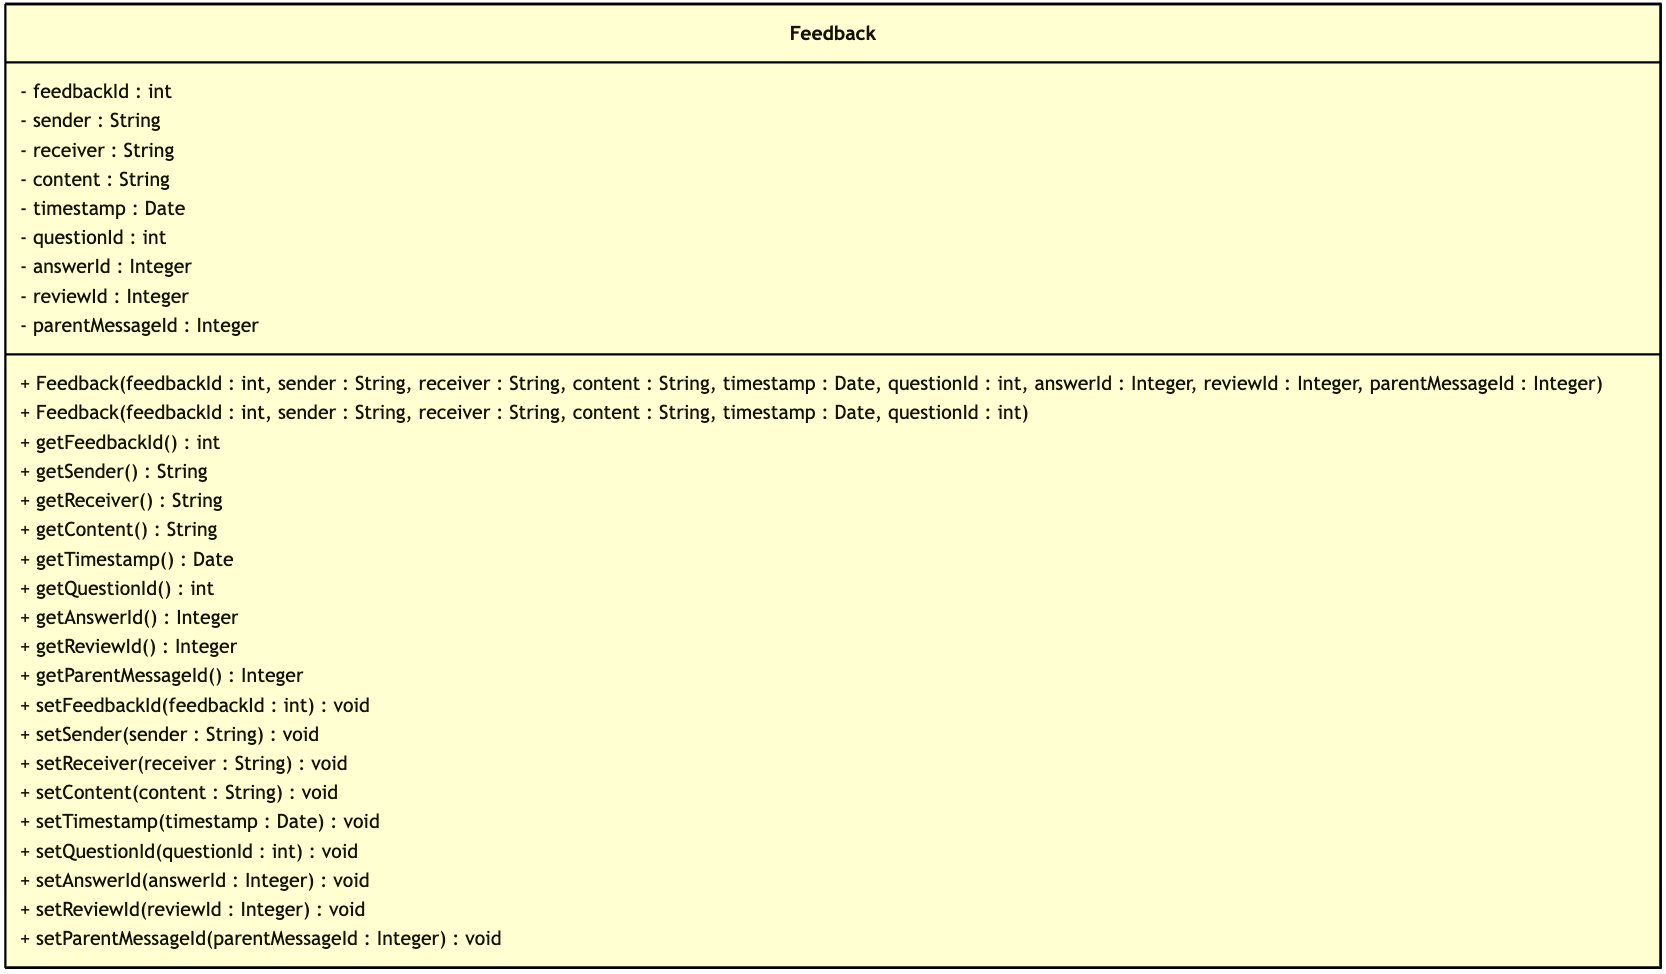 Feedback
- feedbackId : int
- sender : String
- receiver : String
- content : String
- timestamp : Date
- questionId : int
- answerId : Integer
- reviewId : Integer
- parentMessageId : Integer
+ Feedback(feedbackId : int, sender : String, receiver : String, content : String, timestamp : Date, questionId : int, answerId : Integer, reviewId : Integer, parentMessageId : Integer)
+ Feedback(feedbackId : int, sender : String, receiver : String, content : String, timestamp : Date, questionId : int)
+ getFeedbackId() : int
+ getSender() : String
+ getReceiver() : String
+ getContent() : String
+ getTimestamp() : Date
+ getQuestionId() : int
+ getAnswerId() : Integer
+ getReviewId() : Integer
+ getParentMessageId() : Integer
+ setFeedbackId(feedbackId : int) : void
+ setSender(sender : String) : void
+ setReceiver(receiver : String) : void
+ setContent(content : String) : void
+ setTimestamp(timestamp : Date) : void
+ setQuestionId(questionId : int) : void
+ setAnswerId(answerId : Integer) : void
+ setReviewId(reviewId : Integer) : void
+ setParentMessageId(parentMessageId : Integer) : void